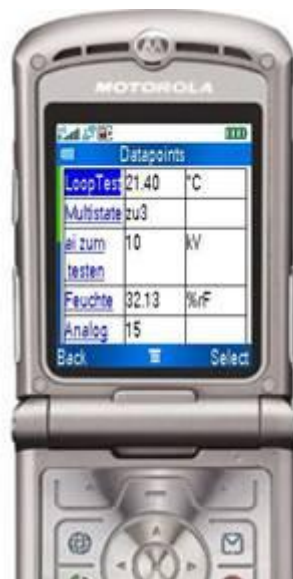 MOTOROLA
Datapoints
LoopTest 21.40 °C
Multistate zu3
ai zum 10 kV
testen
Feuchte 32.13 %rF
Analog 15
Back Select